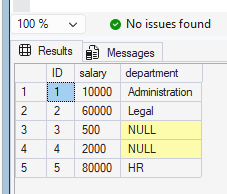 100 %
No issues found
Results Messages
ID salary department
1 1 10000 Administration
2 2 60000 Legal
3 3 500 NULL
4 4 2000 NULL
5 5 80000 HR